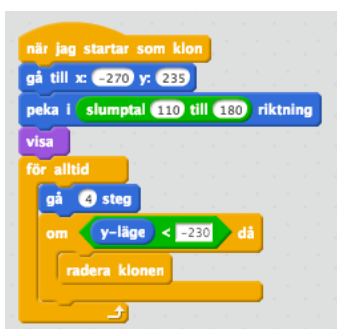 när jag startar som klon
gå till x: -270 y: 235
peka i slumptal 110 till 180 riktning
visa
för alltid
gå 4 steg
om y-läge < -230 då
radera klonen